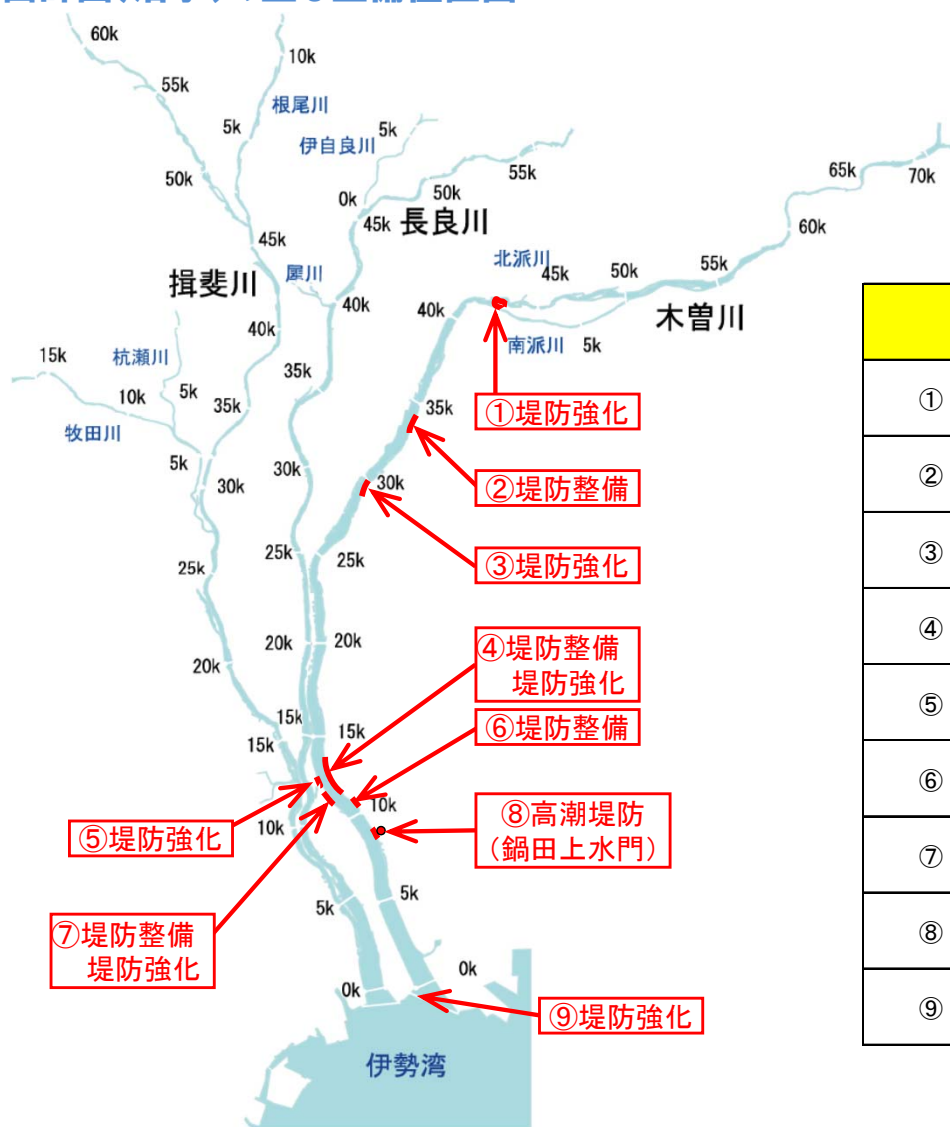 60k
10k
55k
根尾川
5k
5k
伊自良川
50k
55k
65k
70k
0k
50k
45k
長良川
60k
45k
北派川
揖斐川
犀川
45k
50k
55k
40k
40k
木曽川
40k
南派川
5k
15k
杭瀬川
35k
10k
5k
35k
35k
①堤防強化
①
牧田川
5k
30k
30k
30k
②堤防整備
②
25k
25k
25k
③堤防強化
③
20k
20k
20k
④堤防整備
堤防強化
④
15k
15k
15k
⑥堤防整備
⑤
10k
⑤堤防強化
10k
⑧高潮堤防
（鍋田上水門）
⑥
⑦
5k
5k
⑦堤防整備
堤防強化
⑧
0k
0k
⑨堤防強化
⑨
伊勢湾